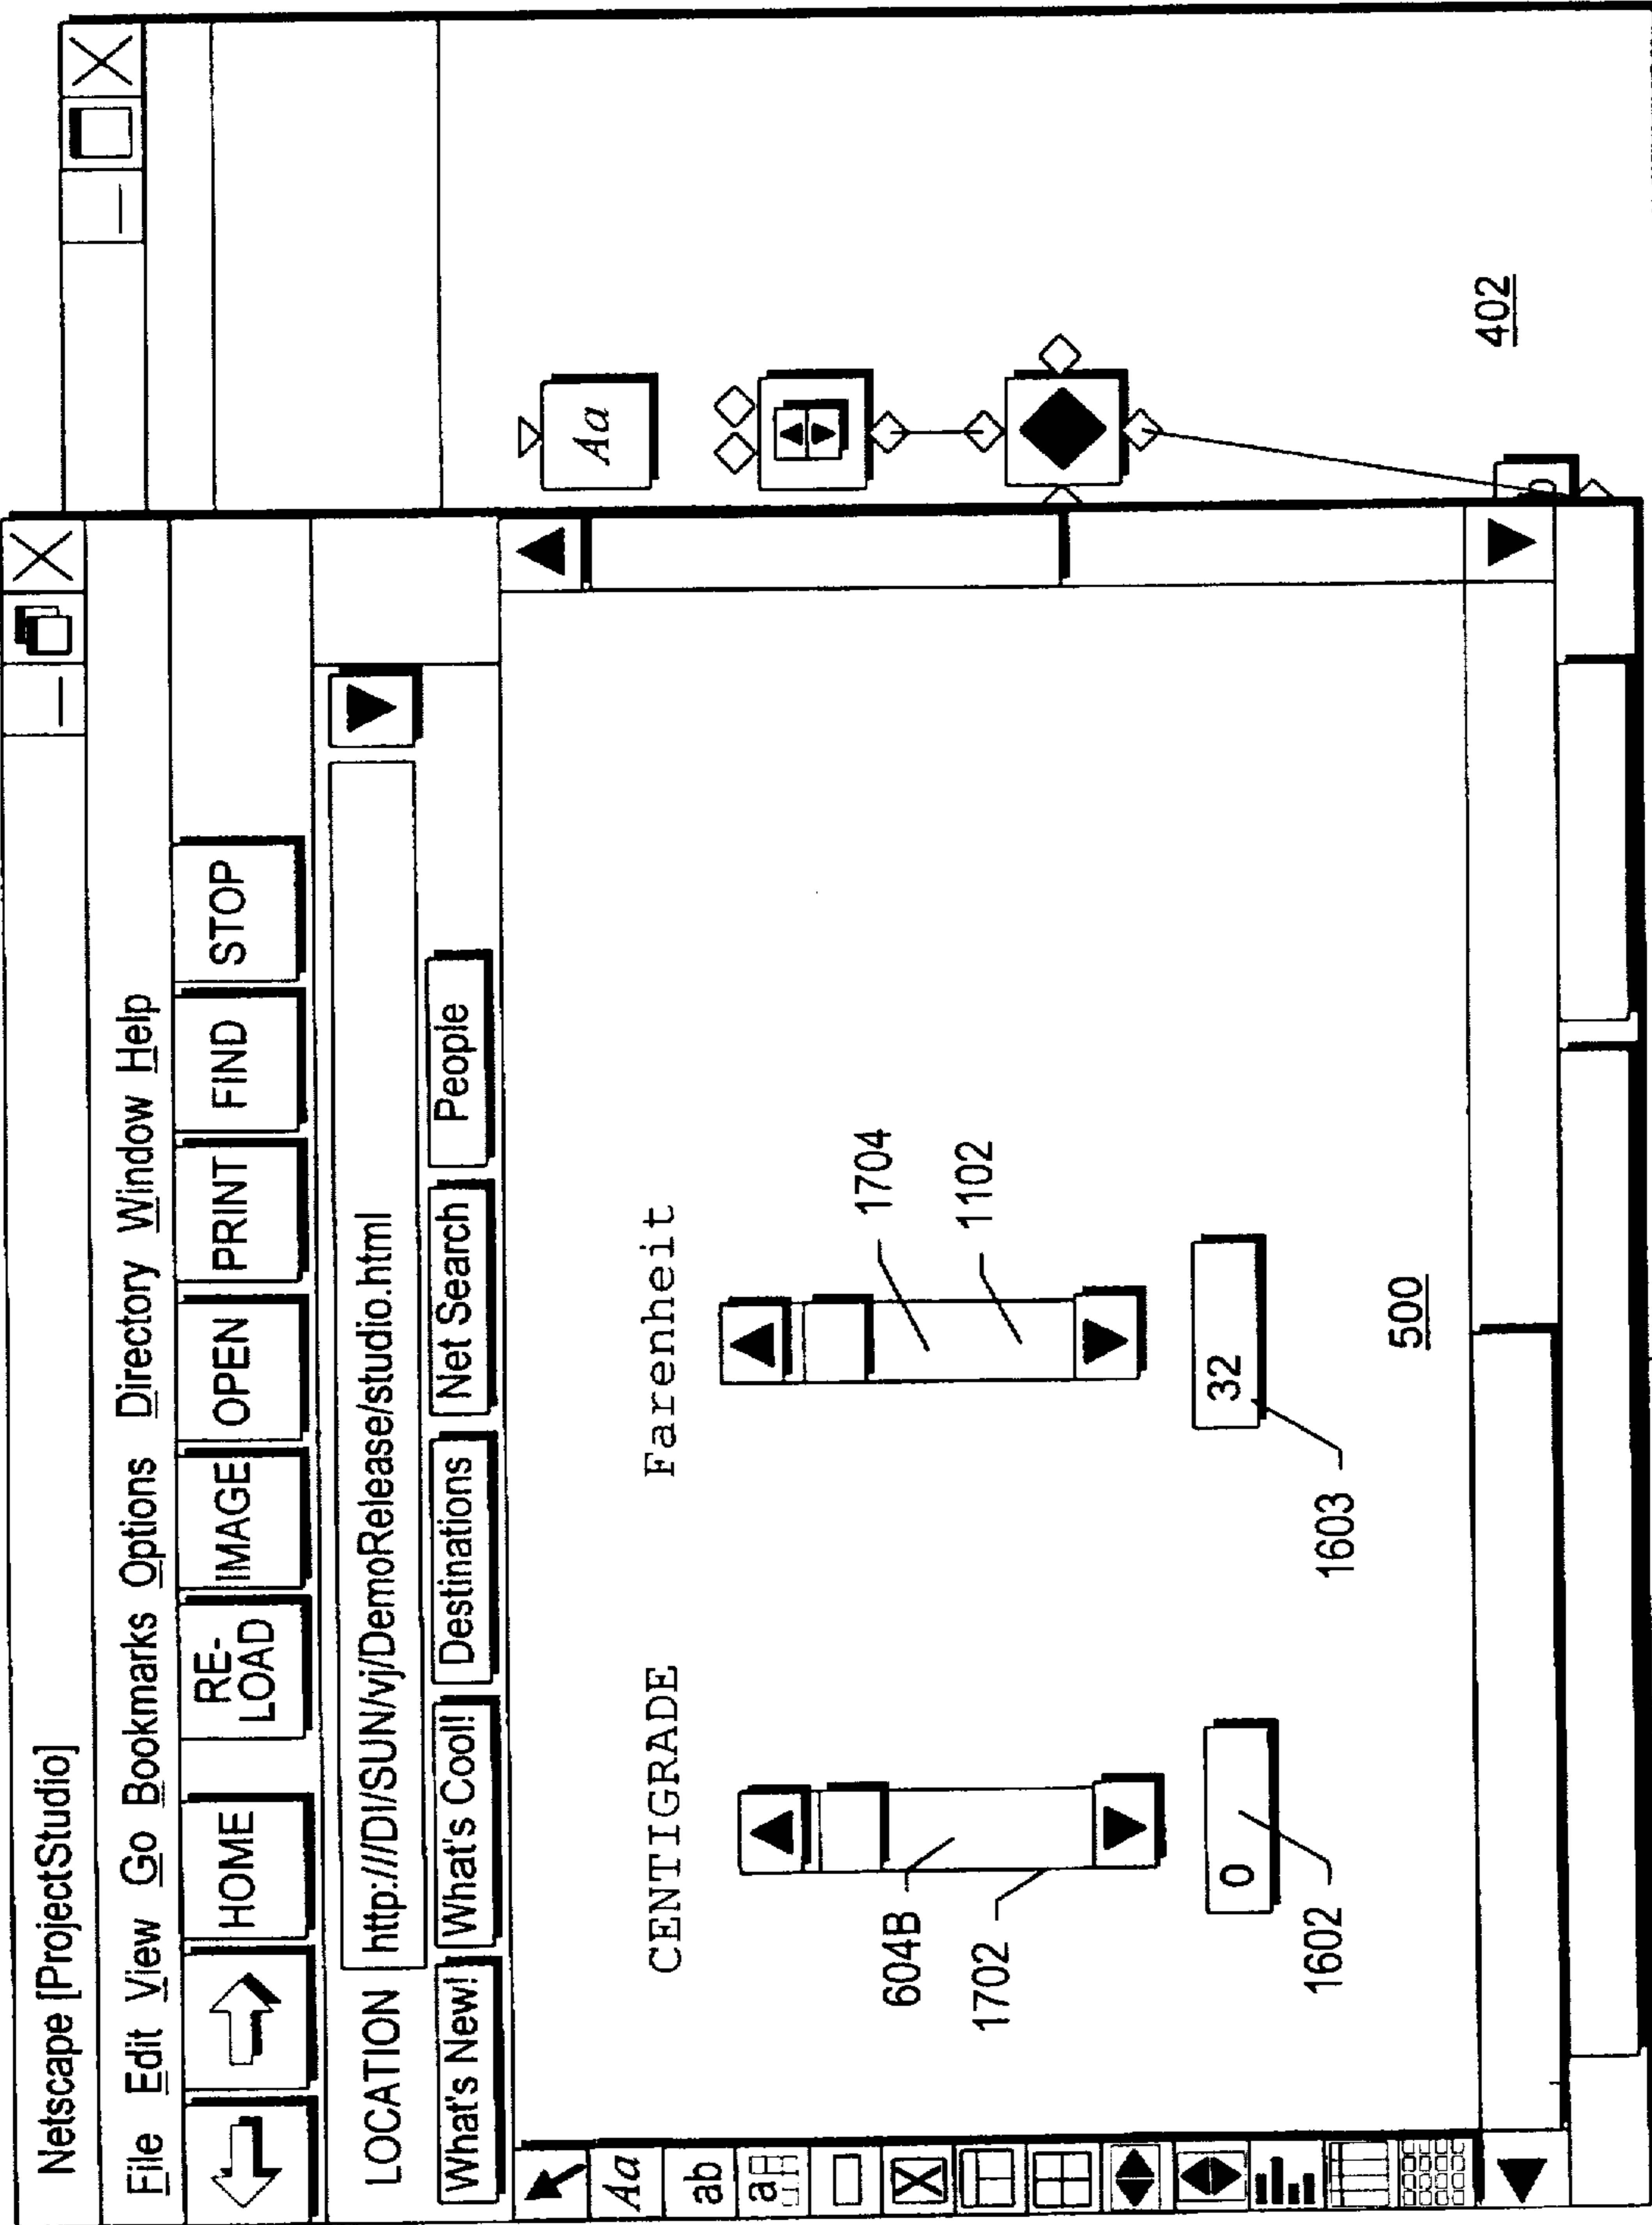 Netscape [ProjectStudio]
File Edit View Go Bookmarks Options Directory Window Help
HOME RE-LOAD IMAGE OPEN PRINT FIND STOP
LOCATION http:///DI/SUN/vj/DemoRelease/studio.html
What's New! What's Cool! Destinations Net Search People
Aa
ab
a
CENTIGRADE Farenheit
604B
1702
1704
1102
0
32
1602
1603
500
Aa
402